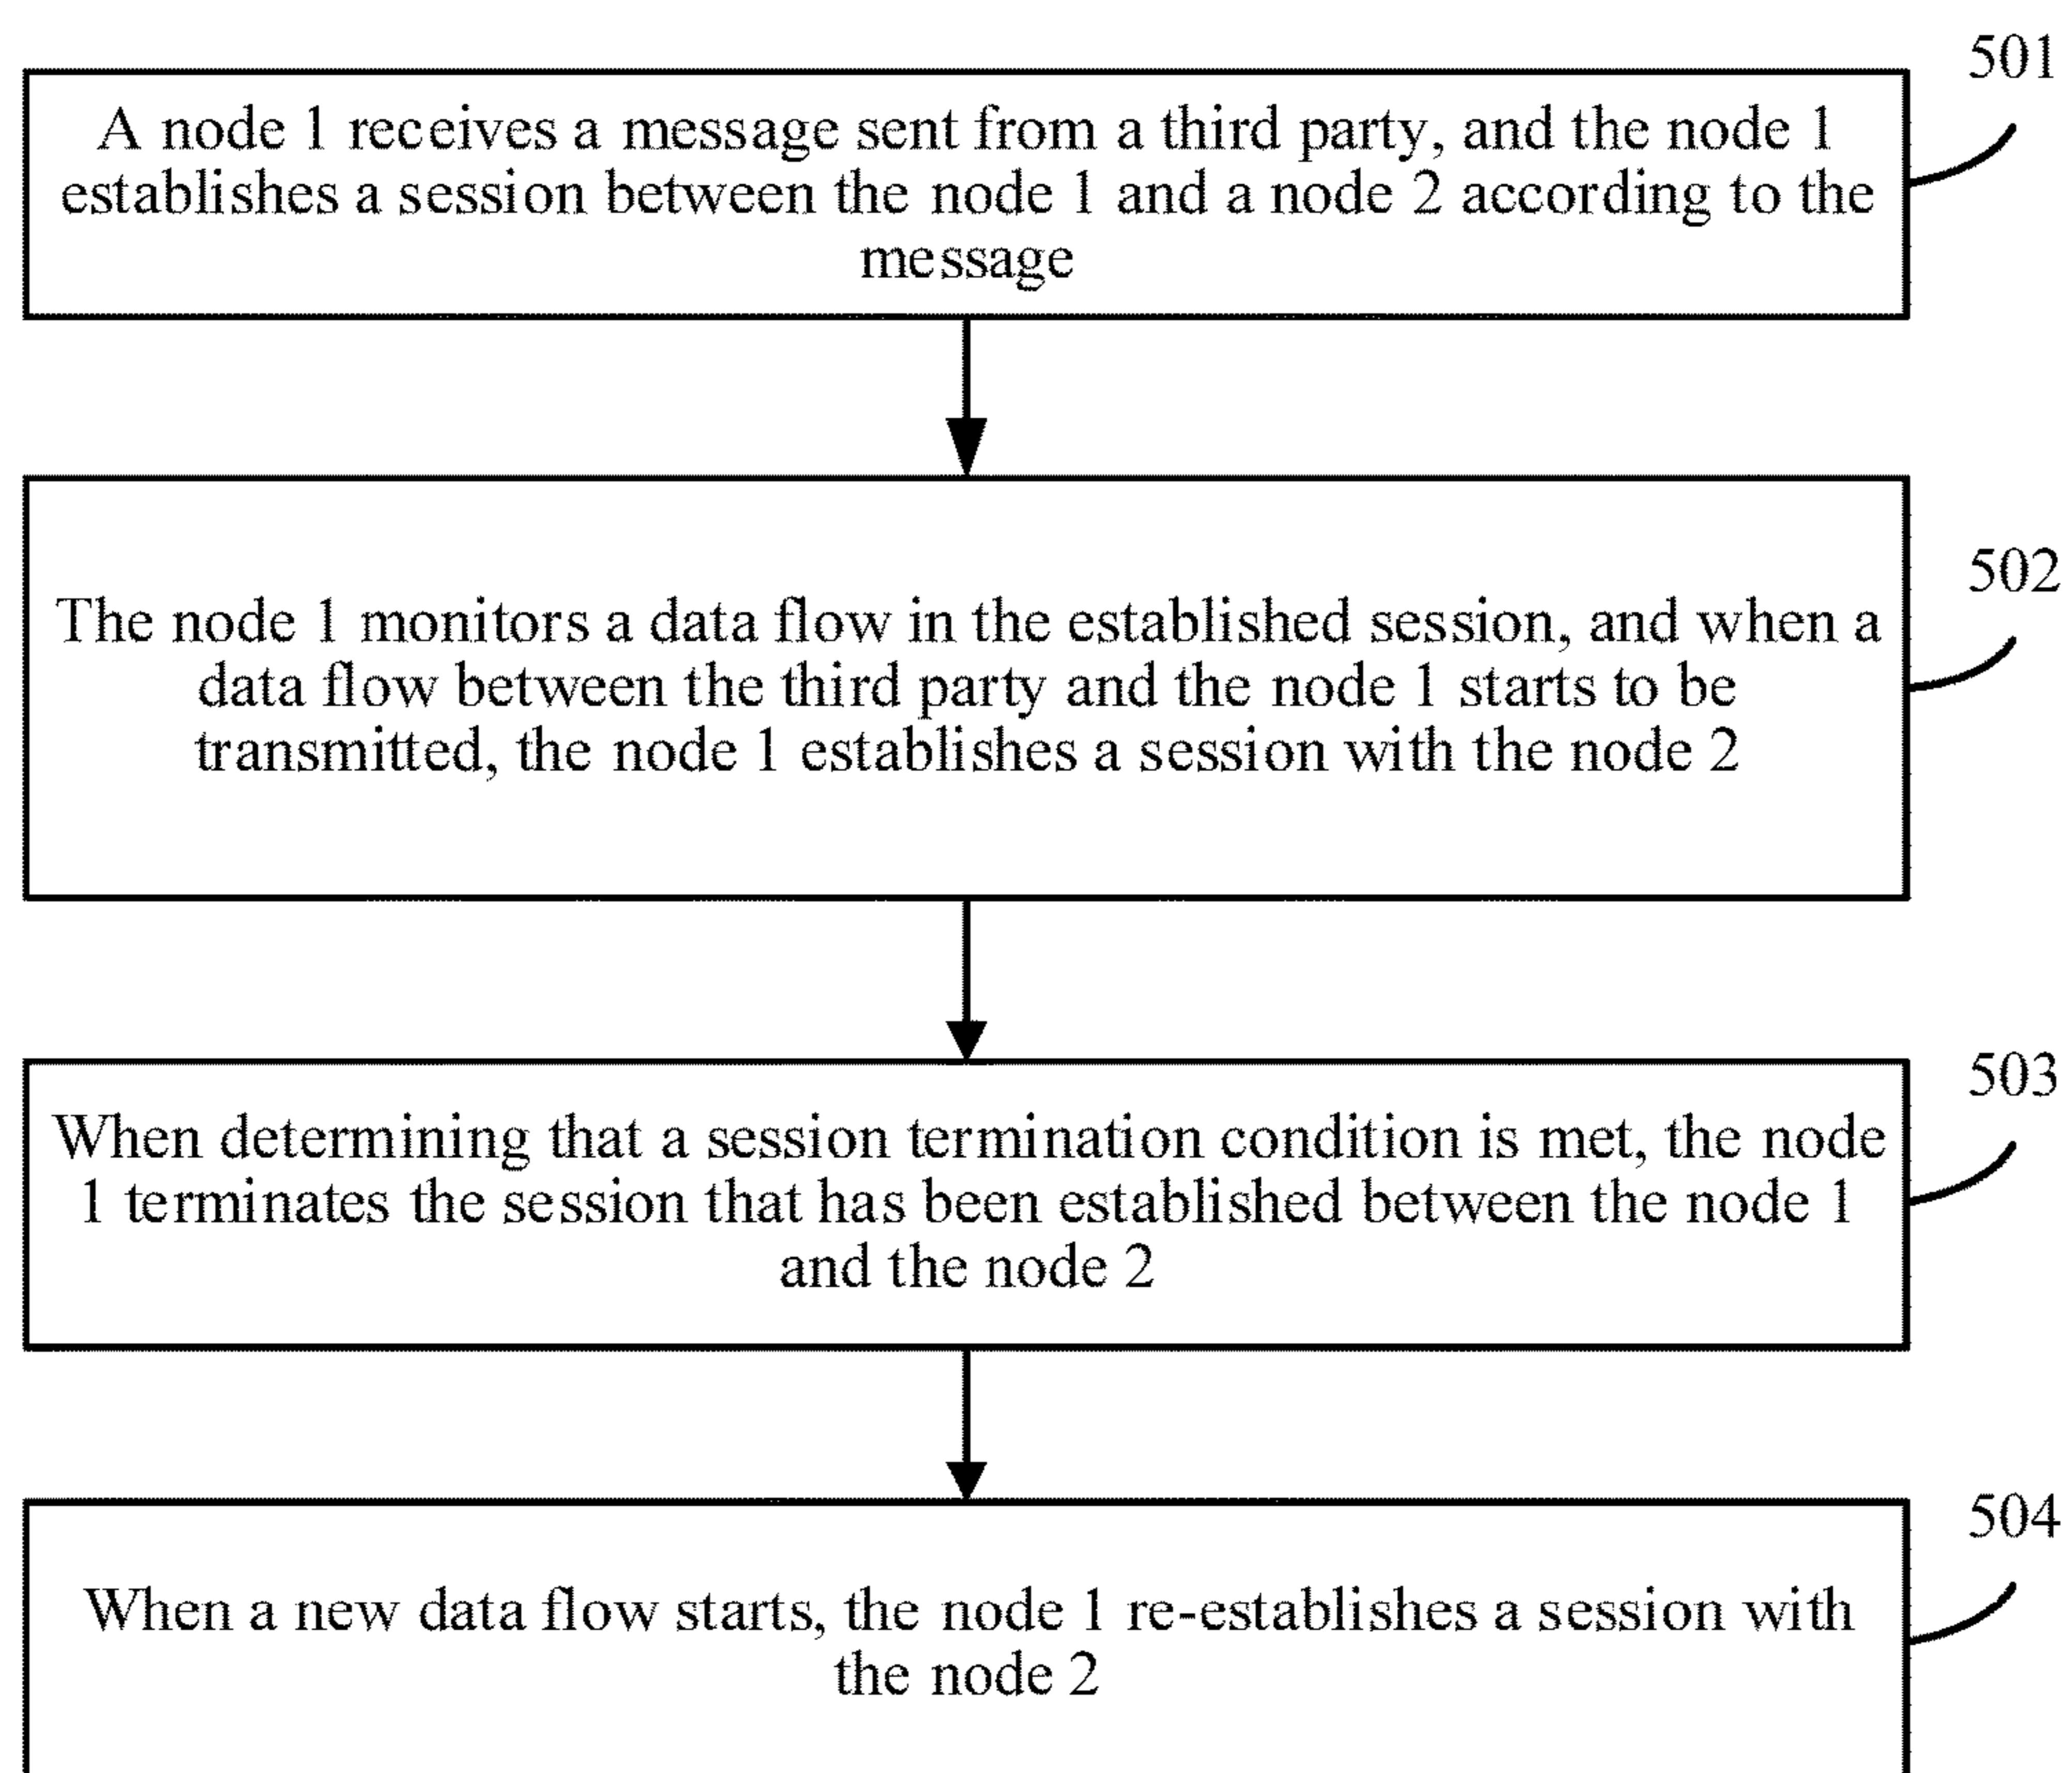 501
A node 1 receives a message sent from a third party, and the node 1
establishes a session between the node 1 and a node 2 according to the
message
502
The node 1 monitors a data flow in the established session, and when a
data flow between the third party and the node 1 starts to be
transmitted, the node 1 establishes a session with the node 2
503
When determining that a session termination condition is met, the node
1 terminates the session that has been established between the node 1
and the node 2
504
When a new data flow starts, the node 1 re-establishes a session with
the node 2